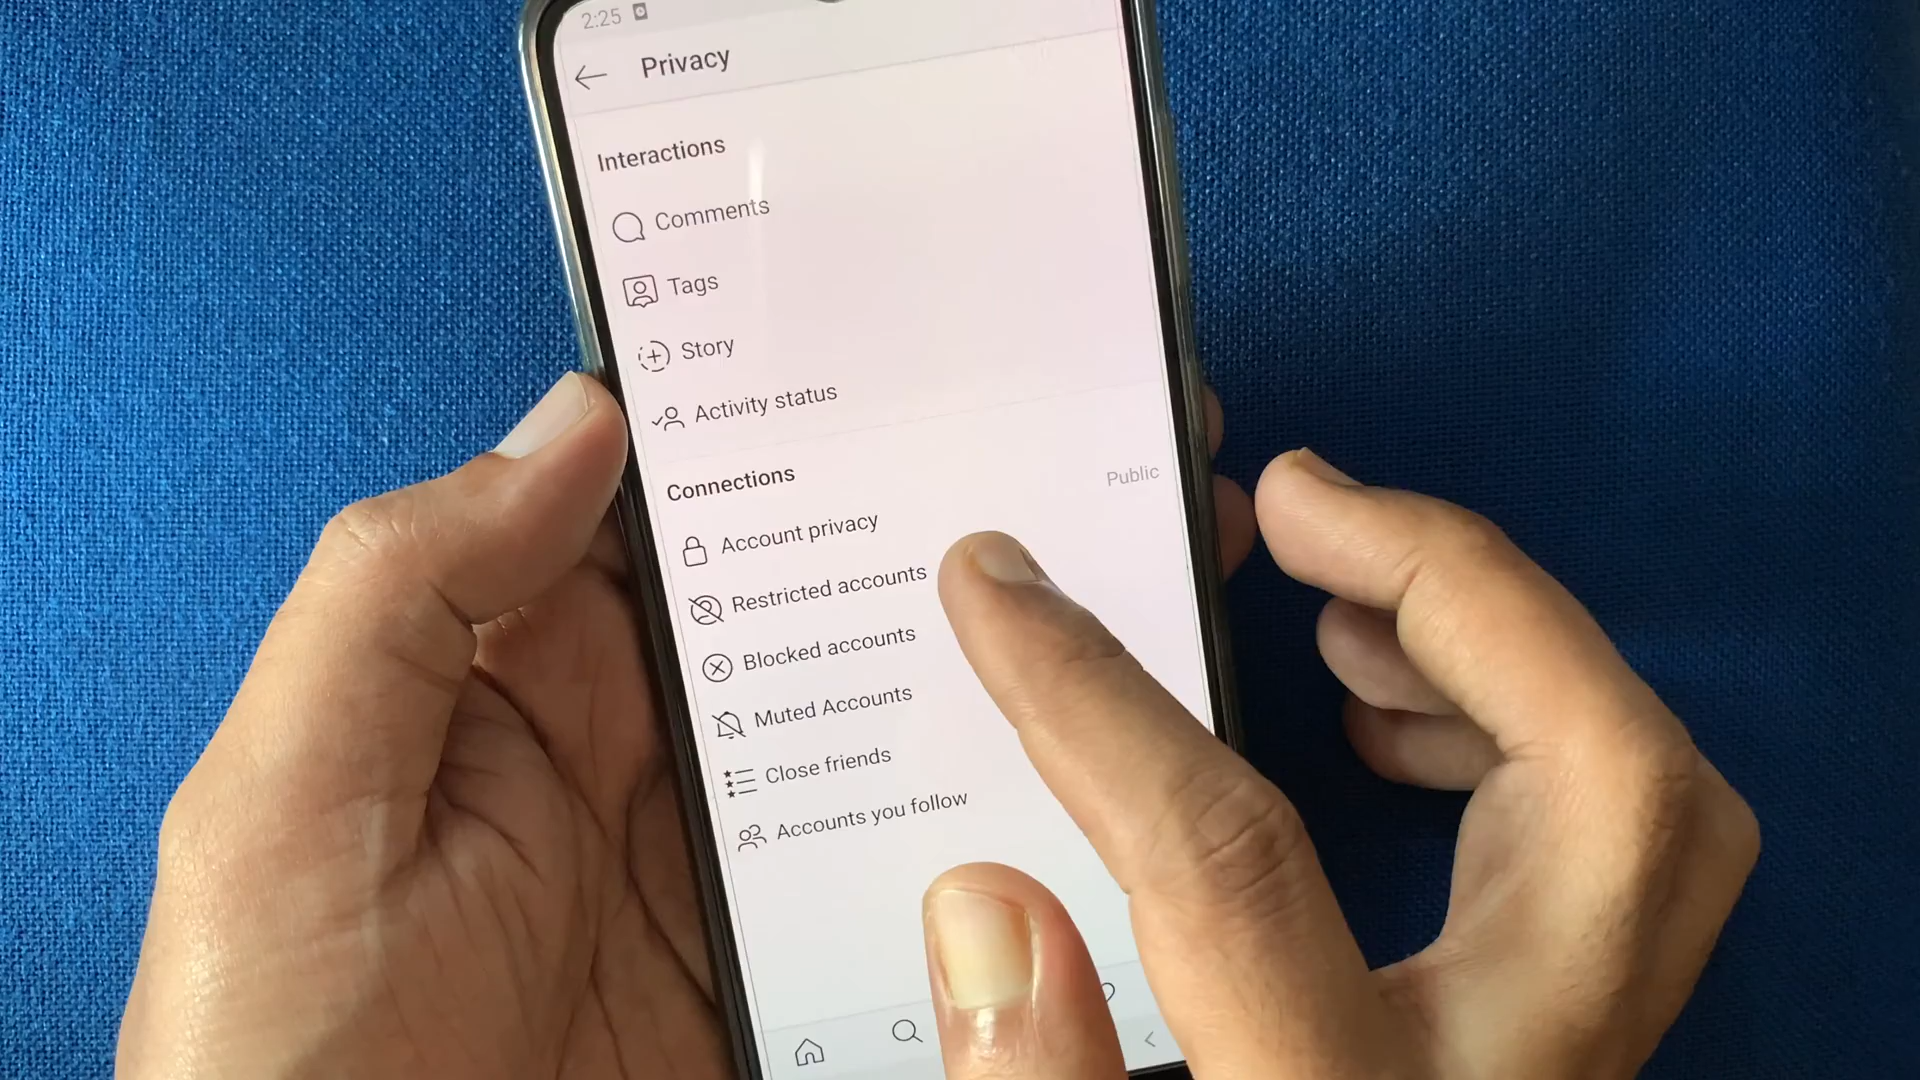 2:25
Privacy
Interactions
Comments
Tags
Story
Activity status
Connections
Account privacy Public
Restricted accounts
Blocked accounts
Muted Accounts
Close friends
Accounts you follow